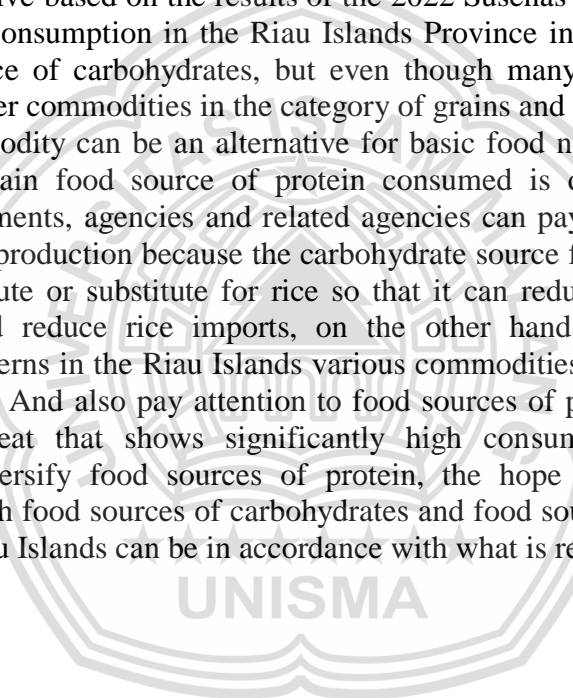 ive based on the results of the 2022 Susenas
onsumption in the Riau Islands Province in
ce of carbohydrates, but even though many
er commodities in the category of grains and
odity can be an alternative for basic food n
ain food source of protein consumed is
ments, agencies and related agencies can pay
production because the carbohydrate source f
ute or substitute for rice so that it can redu
d reduce rice imports, on the other hand
erns in the Riau Islands various commodities
. And also pay attention to food sources of p
eat that shows significantly high consum
ersify food sources of protein, the hope
h food sources of carbohydrates and food sou
u Islands can be in accordance with what is re
UNIVERSITAS ISLAM MALANG
UNISMA